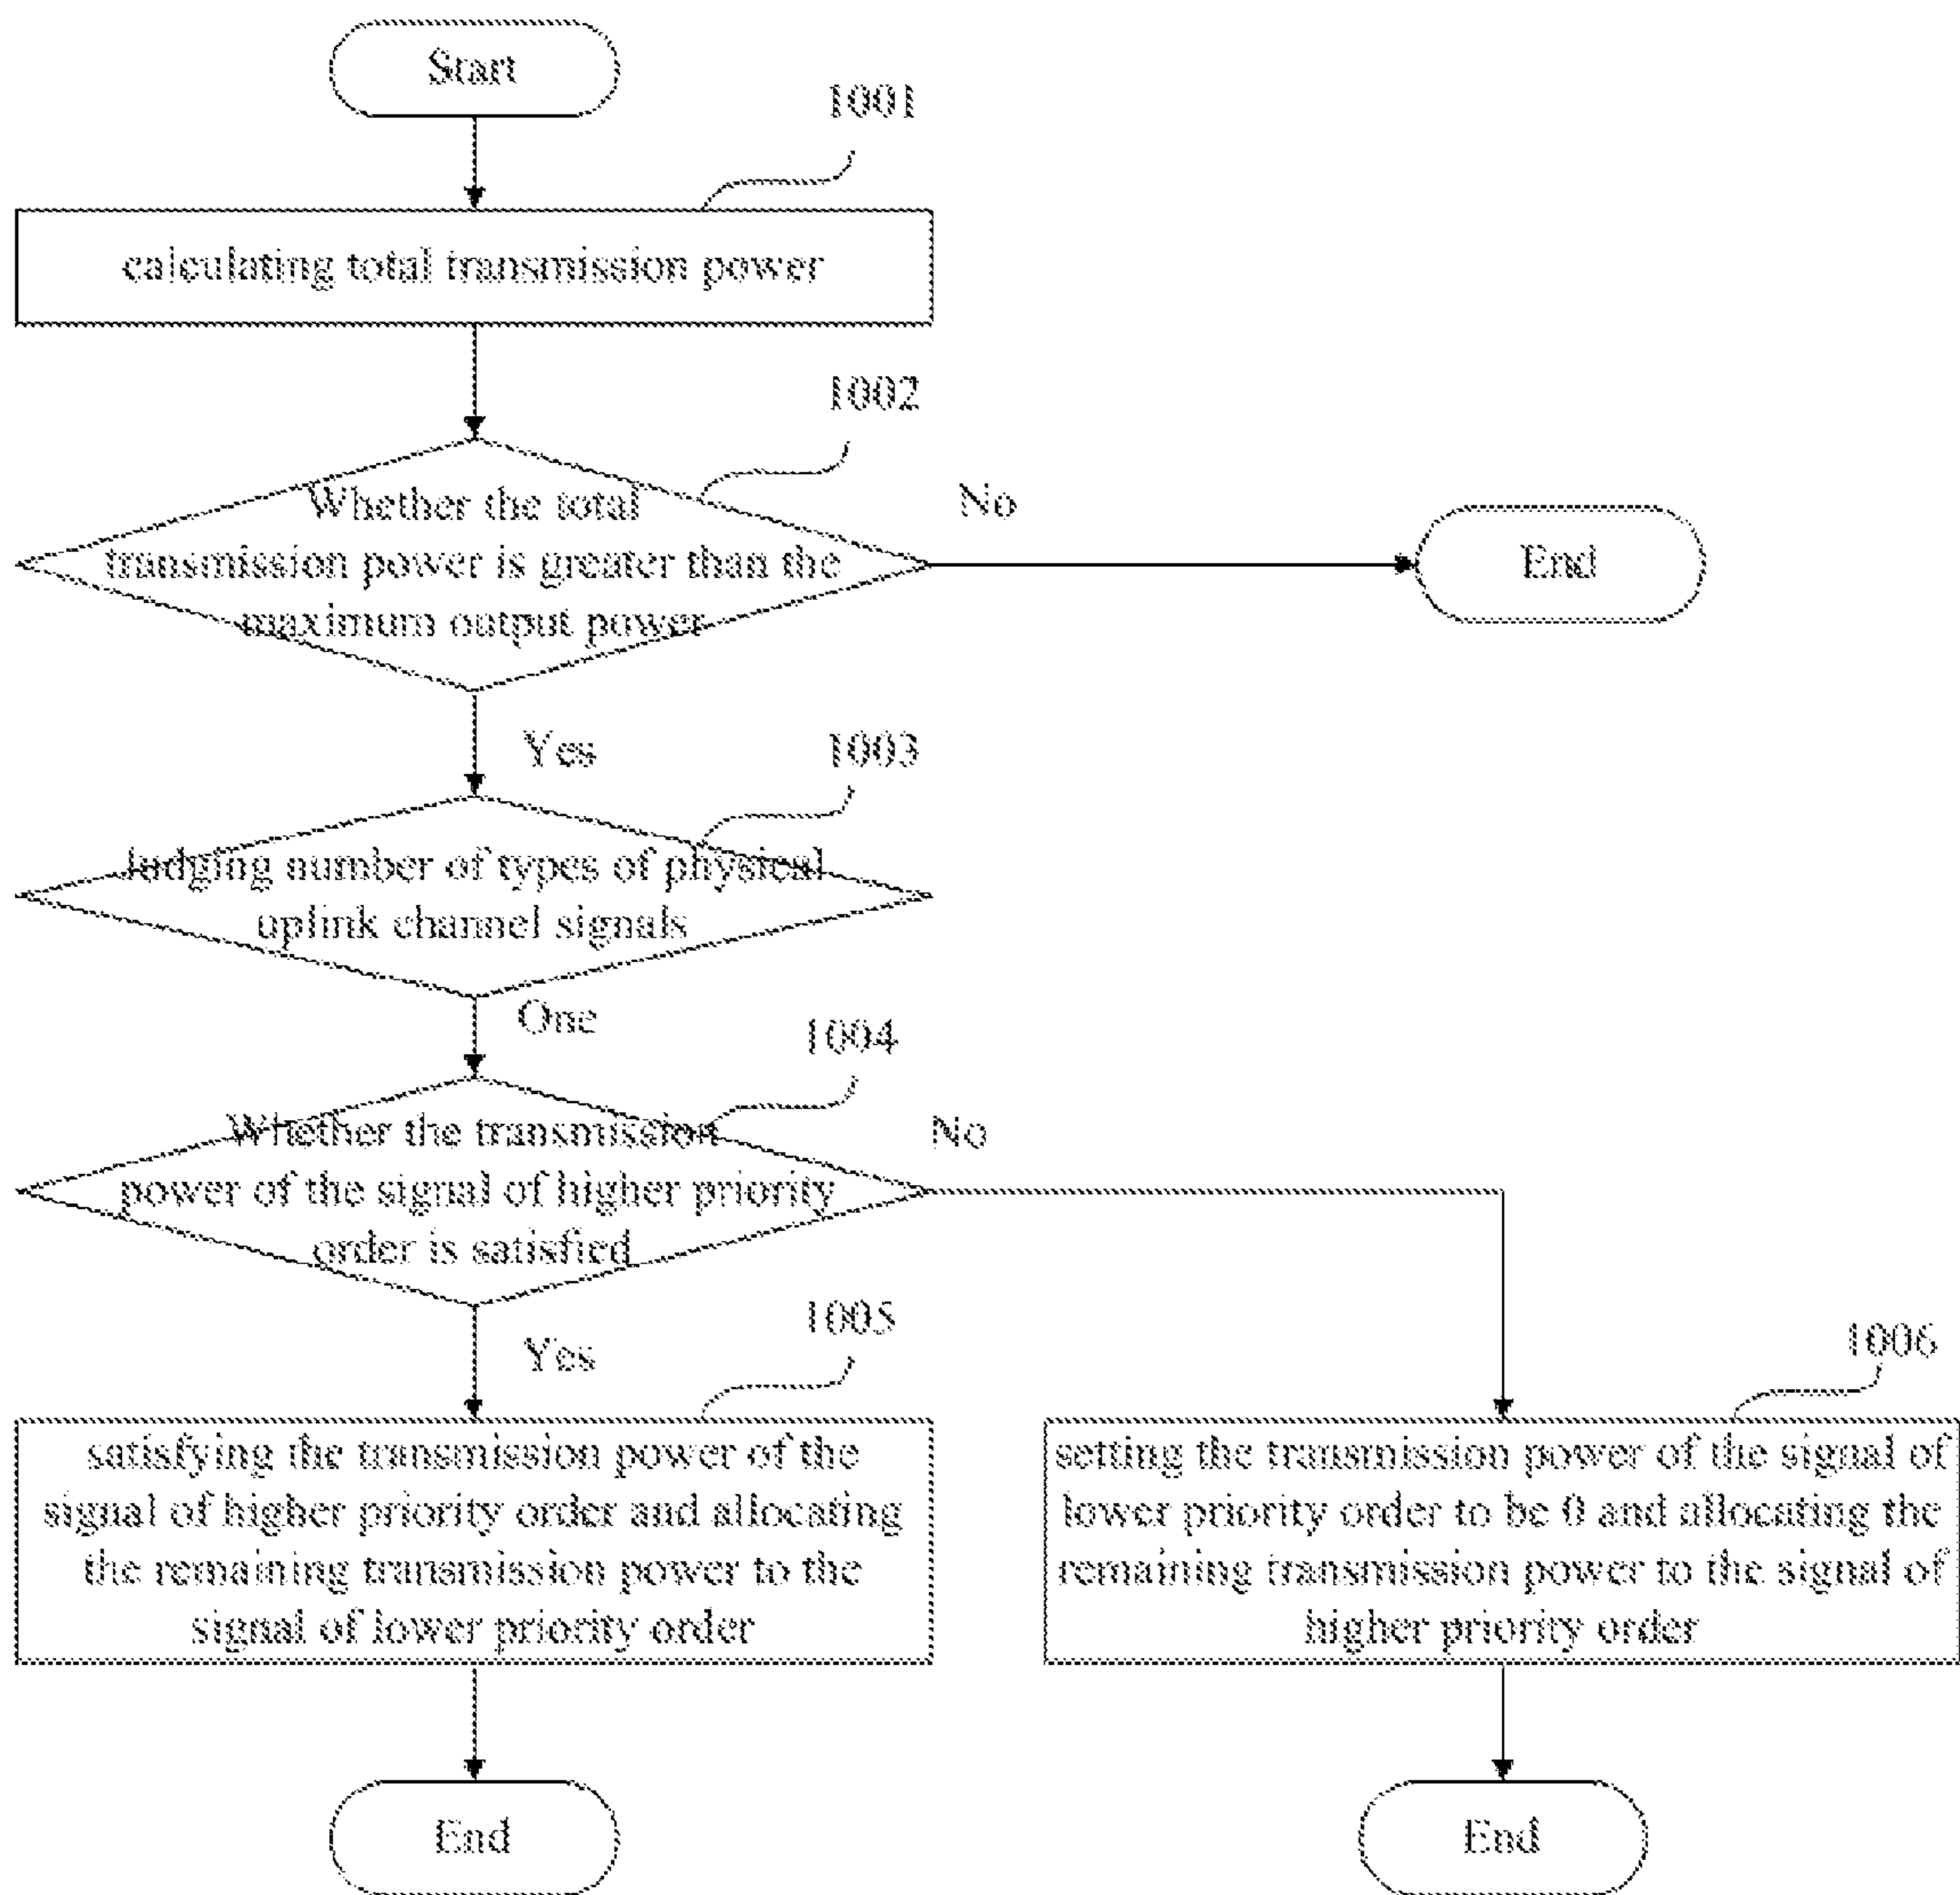 Start
1001
calculating total transmission power
1002
Whether the total
transmission power is greater than the
maximum output power
No
End
Yes
1003
Judging number of types of physical
uplink channel signals
One
1004
Whether the transmission
power of the signal of higher priority
order is satisfied
No
Yes
1005
1006
satisfying the transmission power of the
signal of higher priority order and allocating
the remaining transmission power to the
signal of lower priority order
setting the transmission power of the signal of
lower priority order to be 0 and allocating the
remaining transmission power to the signal of
higher priority order
End
End